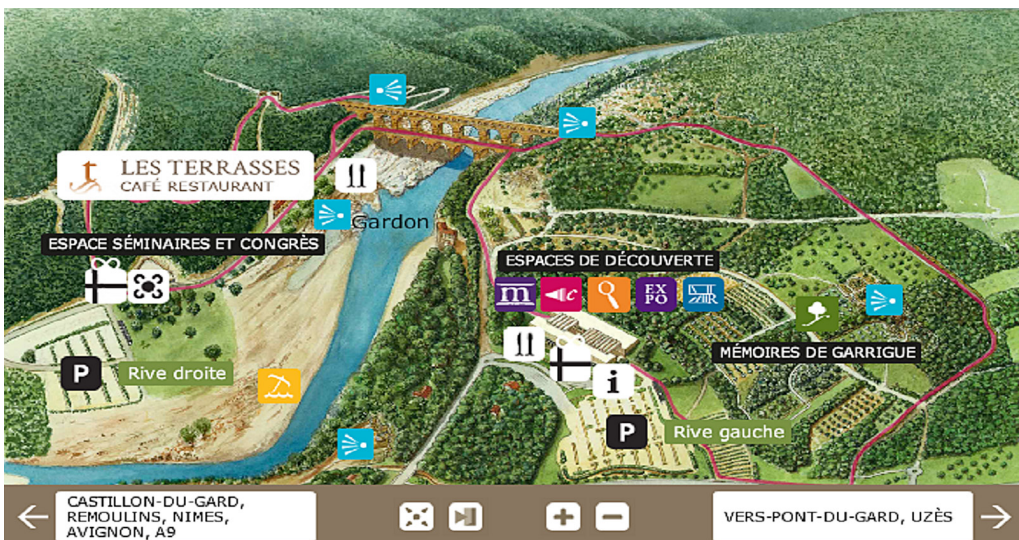 t LES TERRASSES
CAFÉ RESTAURANT
Gardon
ESPACE SÉMINAIRES ET CONGRÈS
ESPACES DE DÉCOUVERTE
m c EX
PO
MÉMOIRES DE GARRIGUE
P Rive droite
i
P Rive gauche
CASTILLON-DU-GARD,
REMOULINS, NIMES,
AVIGNON, A9
VERS-PONT-DU-GARD, UZÈS